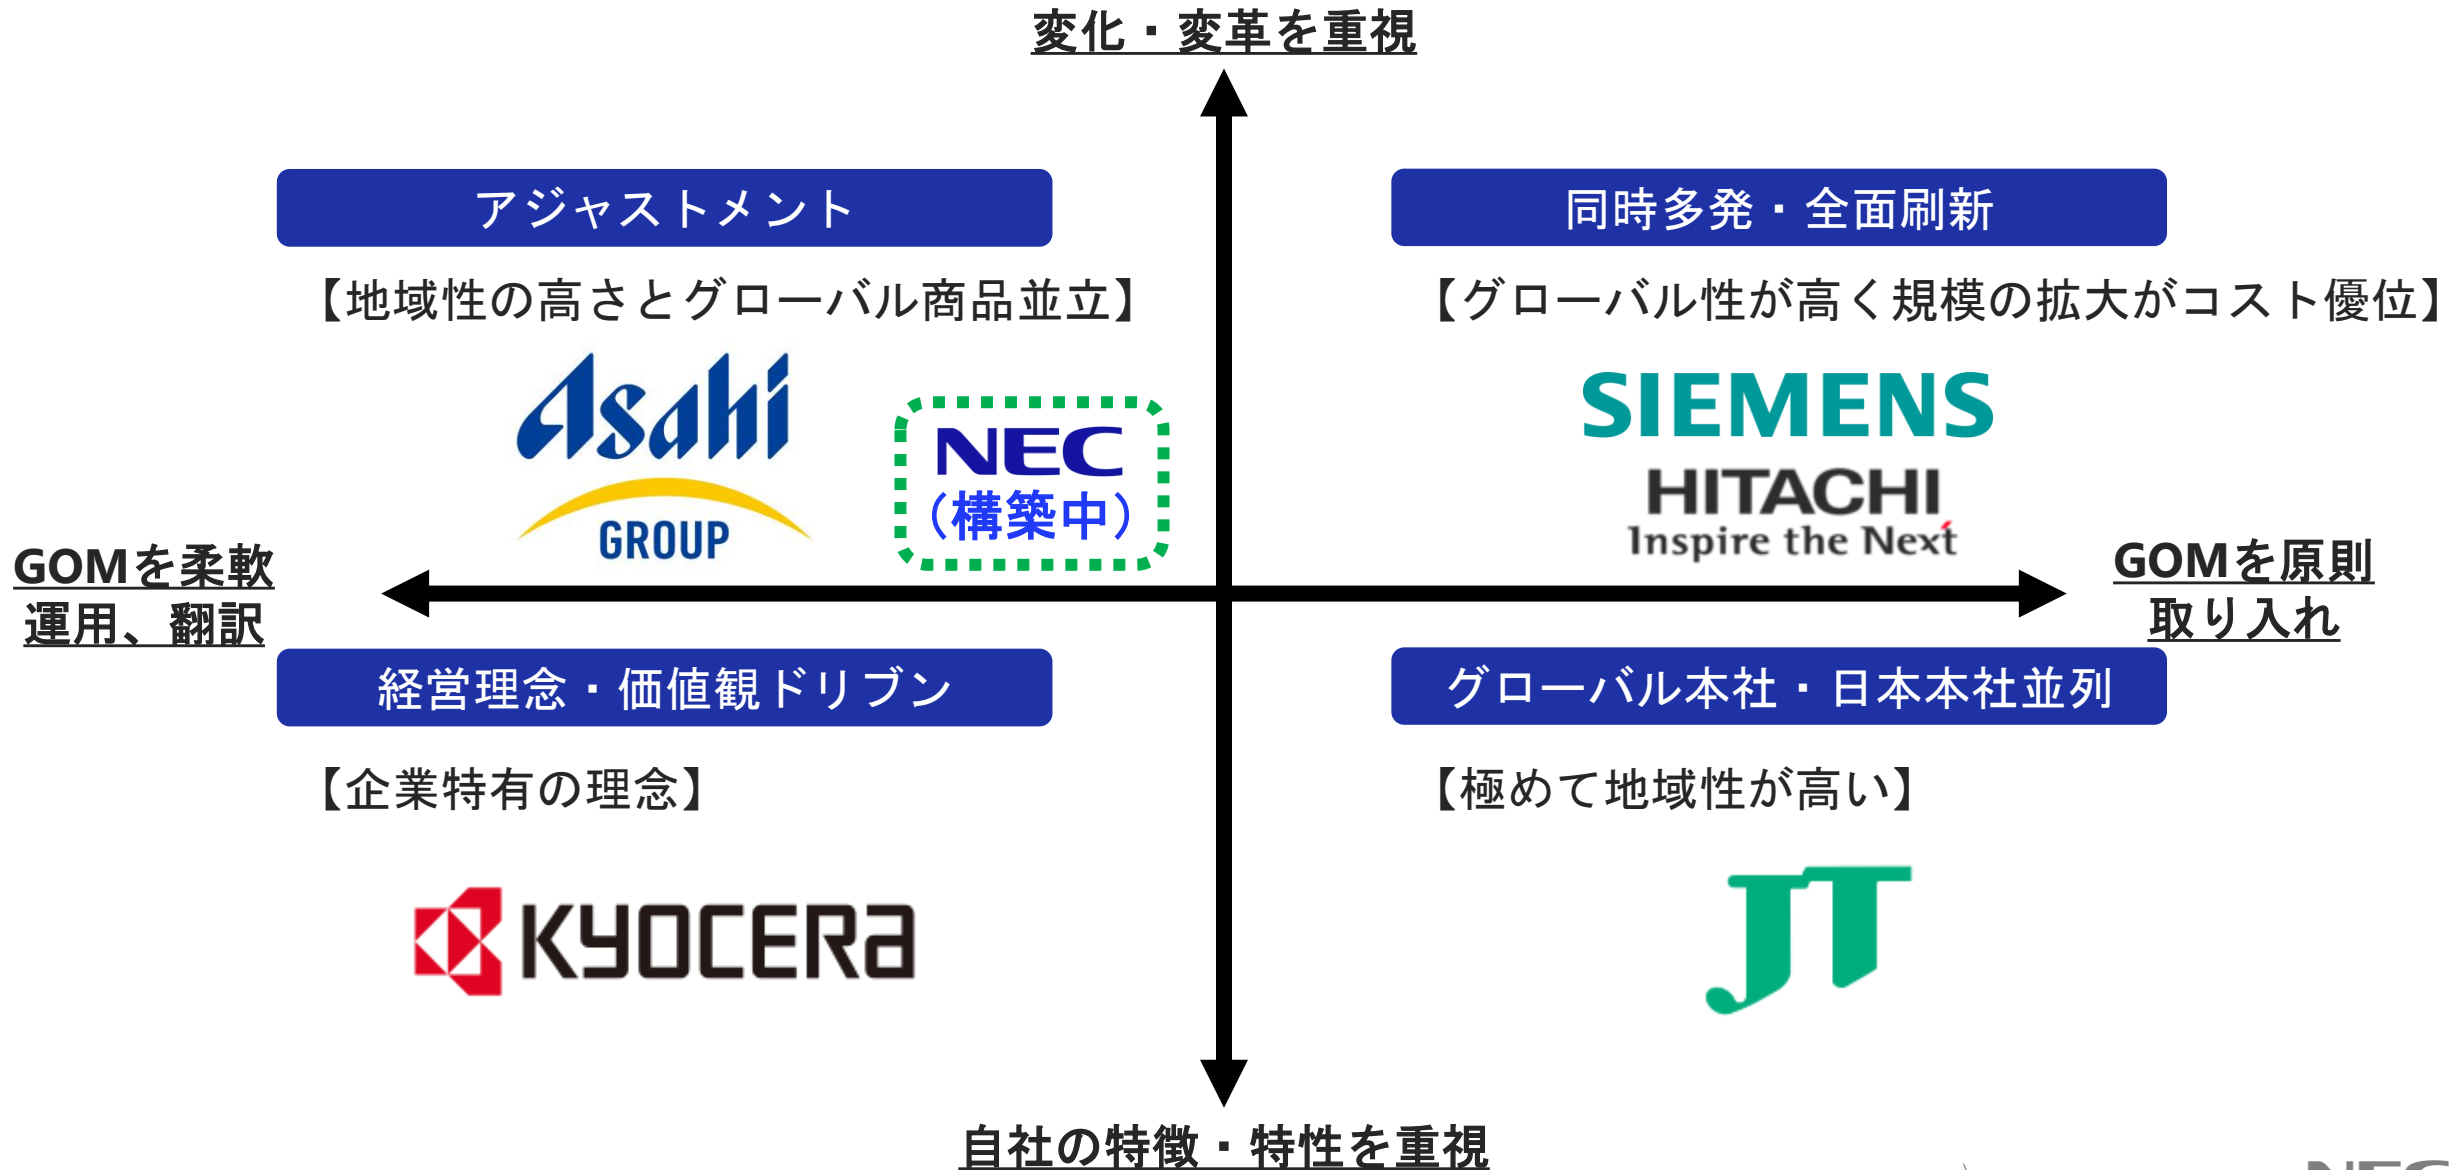 変化・変革を重視
アジャストメント
同時多発・全面刷新
【地域性の高さとグローバル商品並立】
【グローバル性が高く規模の拡大がコスト優位】
Asahi
GROUP
NEC
（構築中）
SIEMENS
HITACHI
Inspire the Next
GOMを柔軟
運用、翻訳
GOMを原則
取り入れ
経営理念・価値観ドリブン
グローバル本社・日本本社並列
【企業特有の理念】
【極めて地域性が高い】
KYOCERA
JT
自社の特徴・特性を重視
NEC